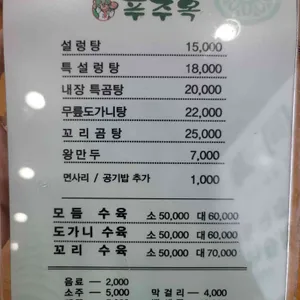 푸주옥
설렁탕 15,000
특설렁탕 18,000
내장 특곰탕 20,000
무릎도가니탕 22,000
꼬리곰탕 25,000
왕만두 7,000
면사리 / 공기밥 추가 1,000
모듬 수육 소 50,000 대 60,000
도가니 수육 소 50,000 대 60,000
꼬리 수육 소 50,000 대 70,000
음료 — 2,000
소주 — 5,000 막걸리 — 4,000